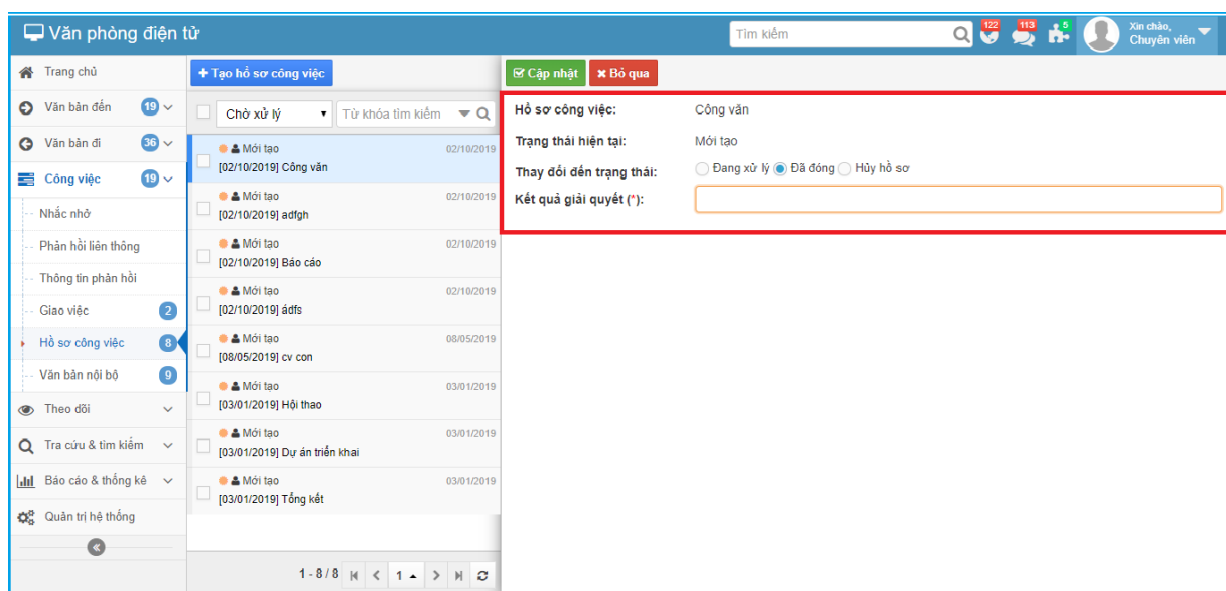 Văn phòng điện tử
Tìm kiếm
122
113
5
Xin chào,
Chuyên viên
Trang chủ
Văn bản đến 19
Văn bản đi 36
Công việc 19
Nhắc nhở
Phản hồi liên thông
Thông tin phản hồi
Giao việc 2
Hồ sơ công việc 8
Văn bản nội bộ 9
Theo dõi
Tra cứu & tìm kiếm
Báo cáo & thống kê
Quản trị hệ thống
+ Tạo hồ sơ công việc
Chờ xử lý
Từ khóa tìm kiếm
Mới tạo 02/10/2019
[02/10/2019] Công văn
Mới tạo 02/10/2019
[02/10/2019] adfgh
Mới tạo 02/10/2019
[02/10/2019] Báo cáo
Mới tạo 02/10/2019
[02/10/2019] ádfs
Mới tạo 08/05/2019
[08/05/2019] cv con
Mới tạo 03/01/2019
[03/01/2019] Hội thao
Mới tạo 03/01/2019
[03/01/2019] Dự án triển khai
Mới tạo 03/01/2019
[03/01/2019] Tổng kết
1 - 8 / 8 1
Cập nhật
Bỏ qua
Hồ sơ công việc: Công văn
Trạng thái hiện tại: Mới tạo
Thay đổi đến trạng thái: Đang xử lý Đã đóng Hủy hồ sơ
Kết quả giải quyết (*):